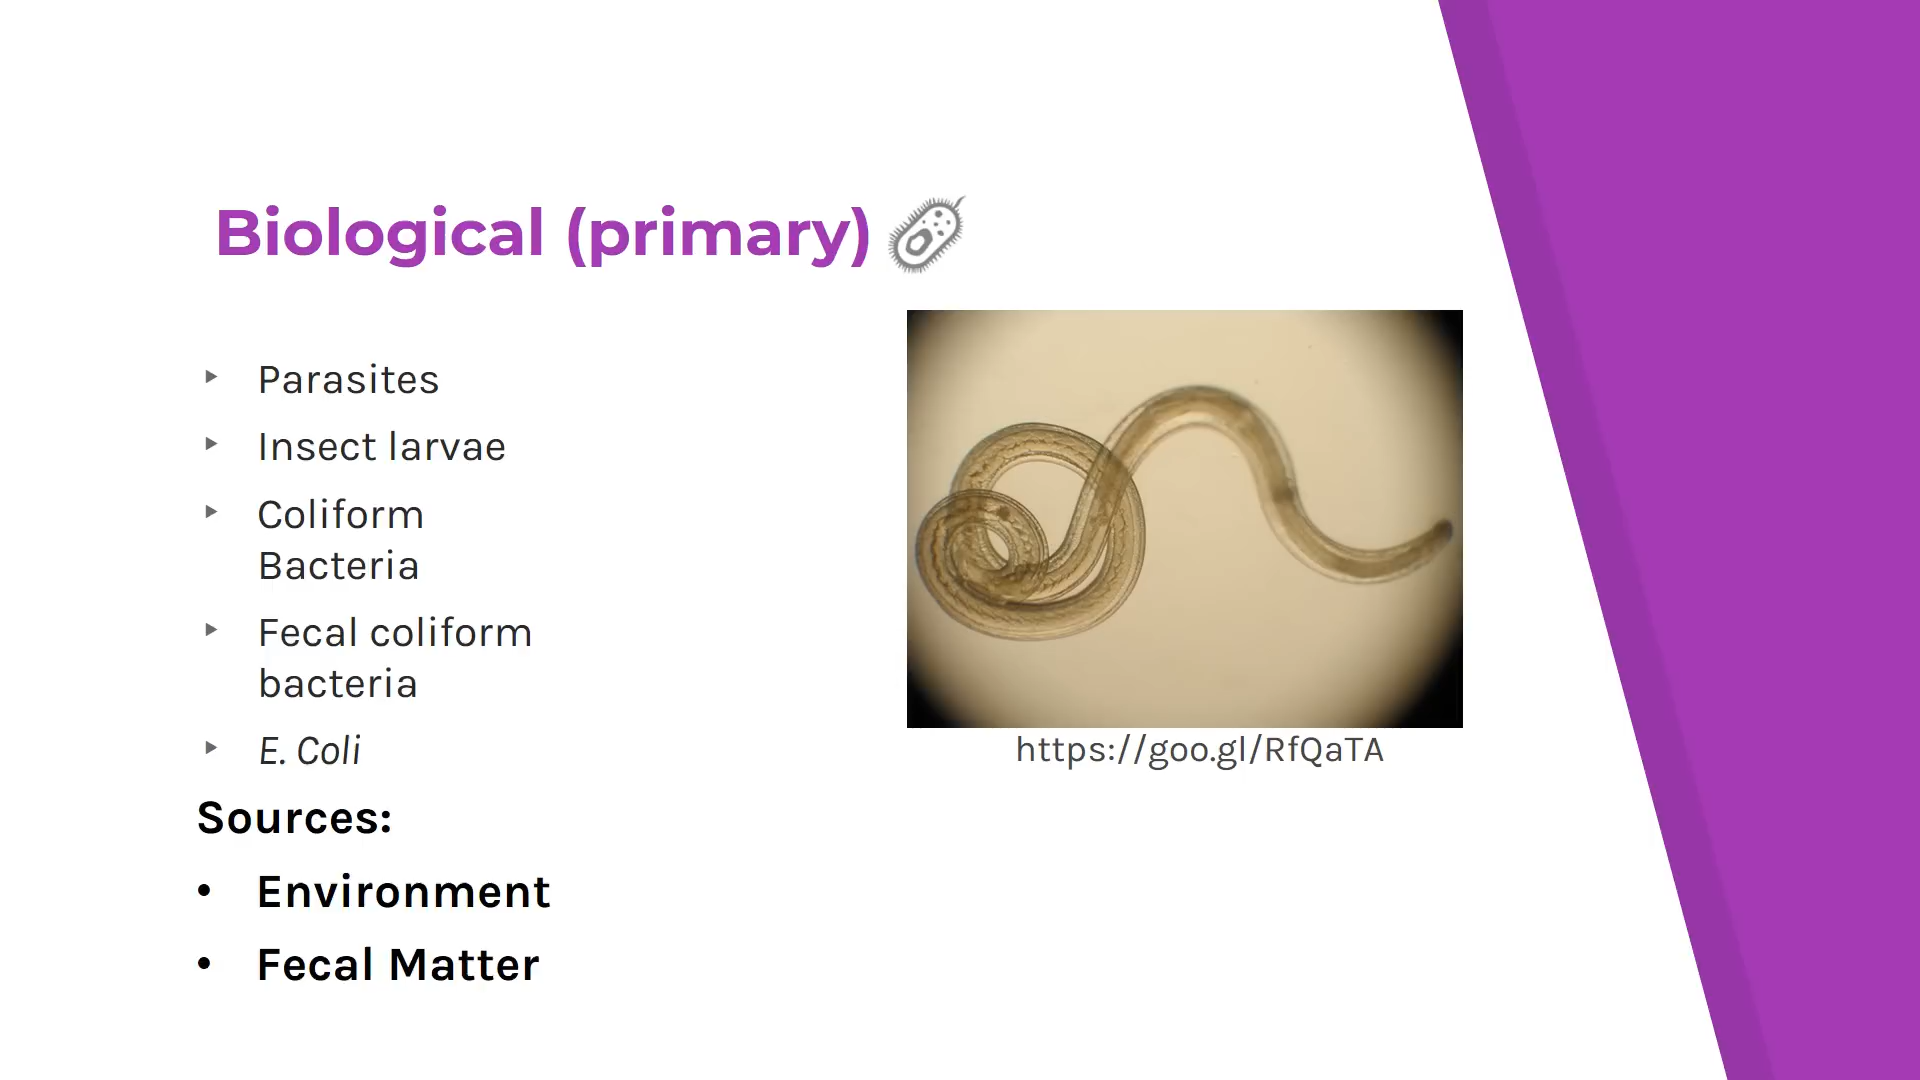 Biological (primary)
Parasites
Insect larvae
Coliform
Bacteria
Fecal coliform
bacteria
E. Coli
Sources:
• Environment
• Fecal Matter
https://goo.gl/RfQaTA